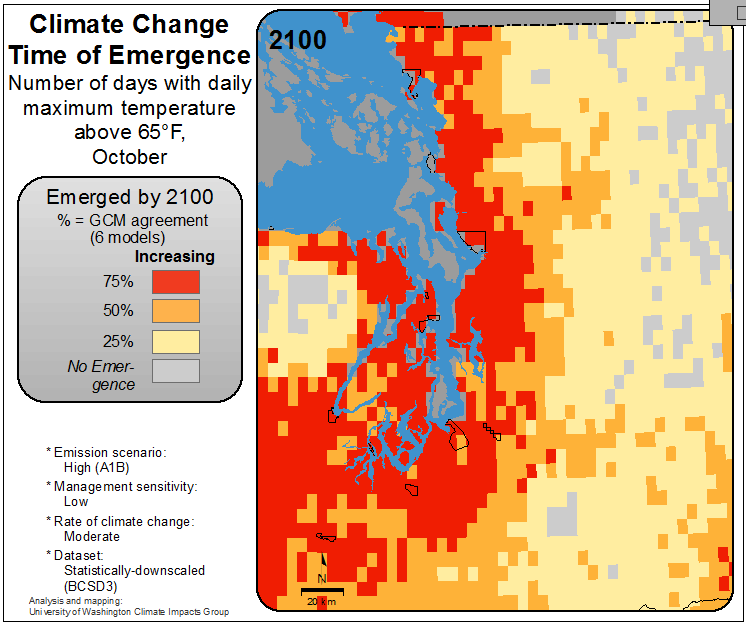 Climate Change
Time of Emergence
Number of days with daily
maximum temperature
above 65°F,
October
Emerged by 2100
% = GCM agreement
(6 models)
Increasing
75%
50%
25%
No Emer-
gence
* Emission scenario:
High (A1B)
* Management sensitivity:
Low
* Rate of climate change:
Moderate
* Dataset:
Statistically-downscaled
(BCSD3)
Analysis and mapping:
University of Washington Climate Impacts Group
2100
N
20 km